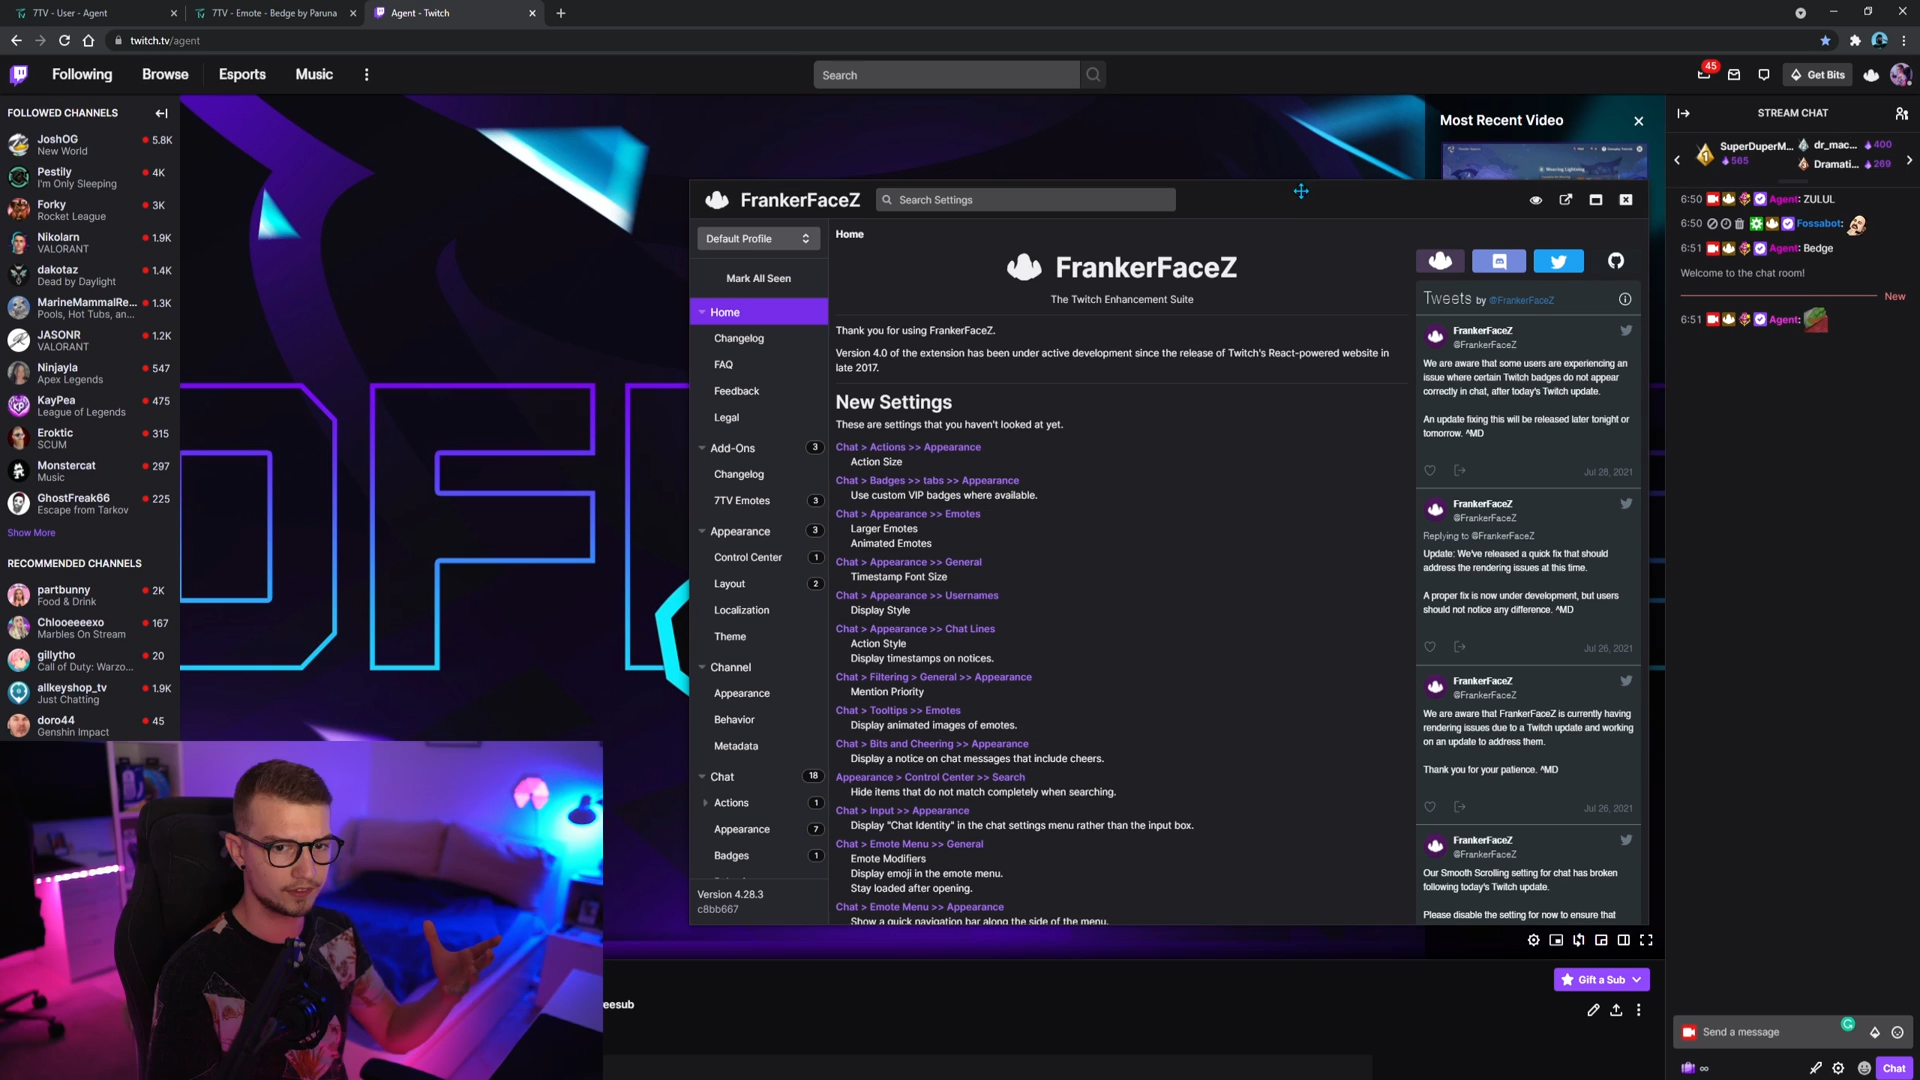 7TV - User - Agent
7TV - Emote - Bedge by Paruna
Agent - Twitch
twitch.tv/agent
Following
Browse
Esports
Music
Search
45
Get Bits
FOLLOWED CHANNELS
JoshOG
New World
5.8K
Pestily
I'm Only Sleeping
4K
Forky
Rocket League
3K
Nikolarn
VALORANT
1.9K
dakotaz
Dead by Daylight
1.4K
MarineMammalRe...
Pools, Hot Tubs, an...
1.3K
JASONR
VALORANT
1.2K
Ninjayla
Apex Legends
547
KayPea
League of Legends
475
Eroktic
SCUM
315
Monstercat
Music
297
GhostFreak66
Escape from Tarkov
225
Show More
RECOMMENDED CHANNELS
partbunny
Food & Drink
2K
Chlooeeeexo
Marbles On Stream
167
gillytho
Call of Duty: Warzo...
20
allkeyshop_tv
Just Chatting
1.9K
doro44
Genshin Impact
45
Most Recent Video
FrankerFaceZ
Search Settings
Default Profile
Mark All Seen
Home
Changelog
FAQ
Feedback
Legal
Add-Ons
3
Changelog
7TV Emotes
3
Appearance
3
Control Center
1
Layout
2
Localization
Theme
Channel
Appearance
Behavior
Metadata
Chat
18
Actions
1
Appearance
7
Badges
1
Version 4.28.3
c8bb667
Home
FrankerFaceZ
The Twitch Enhancement Suite
Thank you for using FrankerFaceZ.
Version 4.0 of the extension has been under active development since the release of Twitch's React-powered website in
late 2017.
New Settings
These are settings that you haven't looked at yet.
Chat > Actions >> Appearance
Action Size
Chat > Badges >> tabs >> Appearance
Use custom VIP badges where available.
Chat > Appearance >> Emotes
Larger Emotes
Animated Emotes
Chat > Appearance >> General
Timestamp Font Size
Chat > Appearance >> Usernames
Display Style
Chat > Appearance >> Chat Lines
Action Style
Display timestamps on notices.
Chat > Filtering > General >> Appearance
Mention Priority
Chat > Tooltips >> Emotes
Display animated images of emotes.
Chat > Bits and Cheering >> Appearance
Display a notice on chat messages that include cheers.
Appearance > Control Center >> Search
Hide items that do not match completely when searching.
Chat > Input >> Appearance
Display "Chat Identity" in the chat settings menu rather than the input box.
Chat > Emote Menu >> General
Emote Modifiers
Display emoji in the emote menu.
Stay loaded after opening.
Chat > Emote Menu >> Appearance
Show a quick navigation bar along the side of the menu.
Tweets by @FrankerFaceZ
FrankerFaceZ
@FrankerFaceZ
We are aware that some users are experiencing an
issue where certain Twitch badges do not appear
correctly in chat, after today's Twitch update.
An update fixing this will be released later tonight or
tomorrow. ^MD
Jul 28, 2021
FrankerFaceZ
@FrankerFaceZ
Replying to @FrankerFaceZ
Update: We've released a quick fix that should
address the rendering issues at this time.
A proper fix is now under development, but users
should not notice any difference. ^MD
Jul 26, 2021
FrankerFaceZ
@FrankerFaceZ
We are aware that FrankerFaceZ is currently having
rendering issues due to a Twitch update and working
on an update to address them.
Thank you for your patience. ^MD
Jul 26, 2021
FrankerFaceZ
@FrankerFaceZ
Our Smooth Scrolling setting for chat has broken
following today's Twitch update.
Please disable the setting for now to ensure that
STREAM CHAT
1
SuperDuperM...
565
dr_mac...
400
Dramati...
269
6:50 Agent: ZULUL
6:50 Fossabot:
6:51 Agent: Bedge
Welcome to the chat room!
New
6:51 Agent:
Gift a Sub
eesub
Send a message
∞
Chat